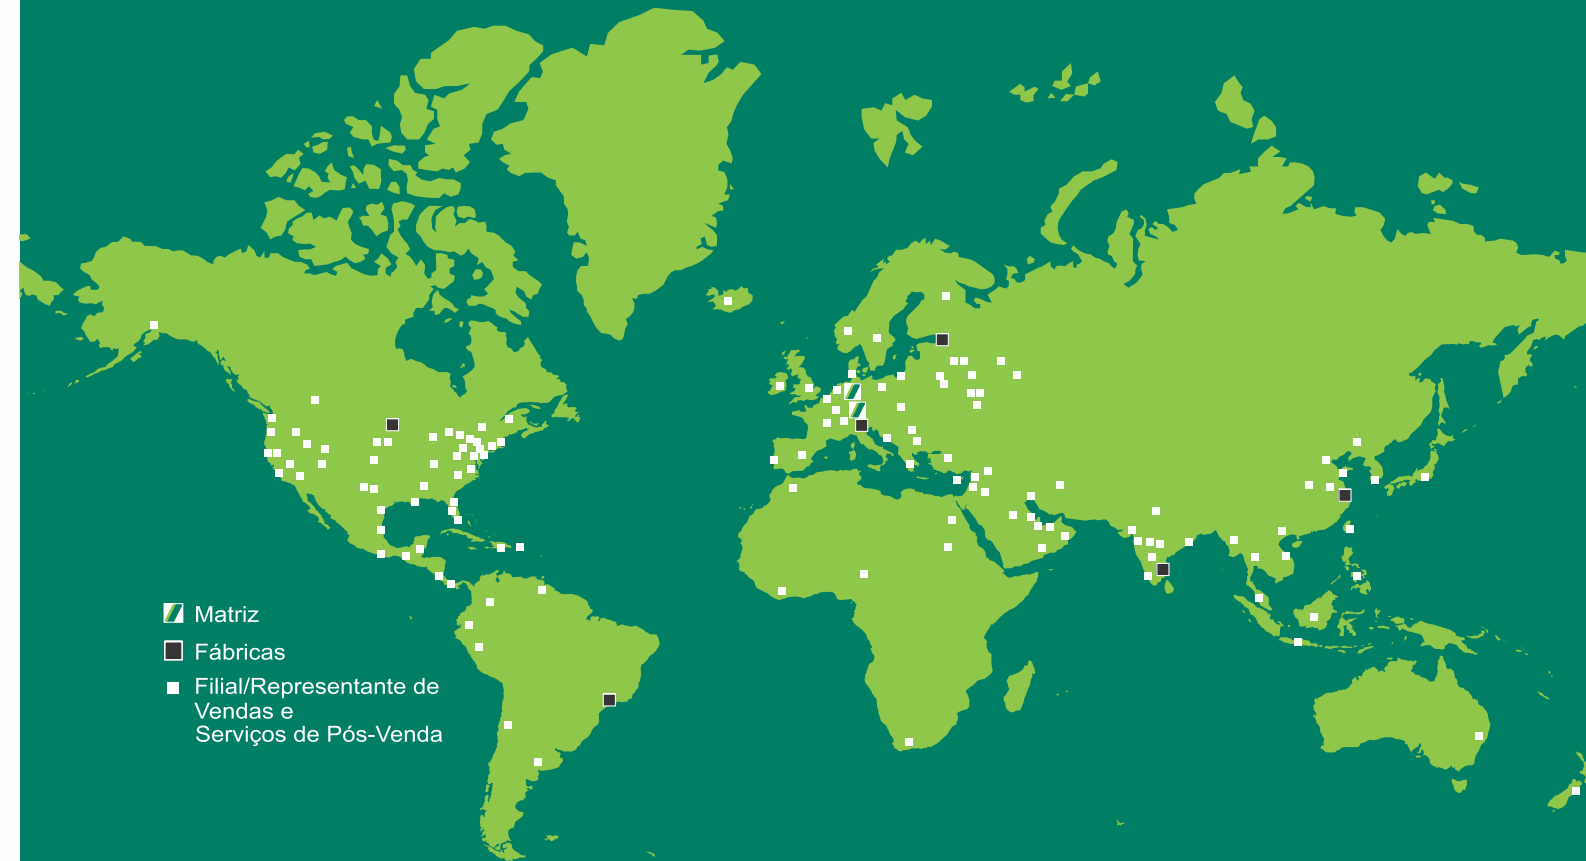 Matriz
Fábricas
Filial/Representante de
Vendas e
Serviços de Pós-Venda